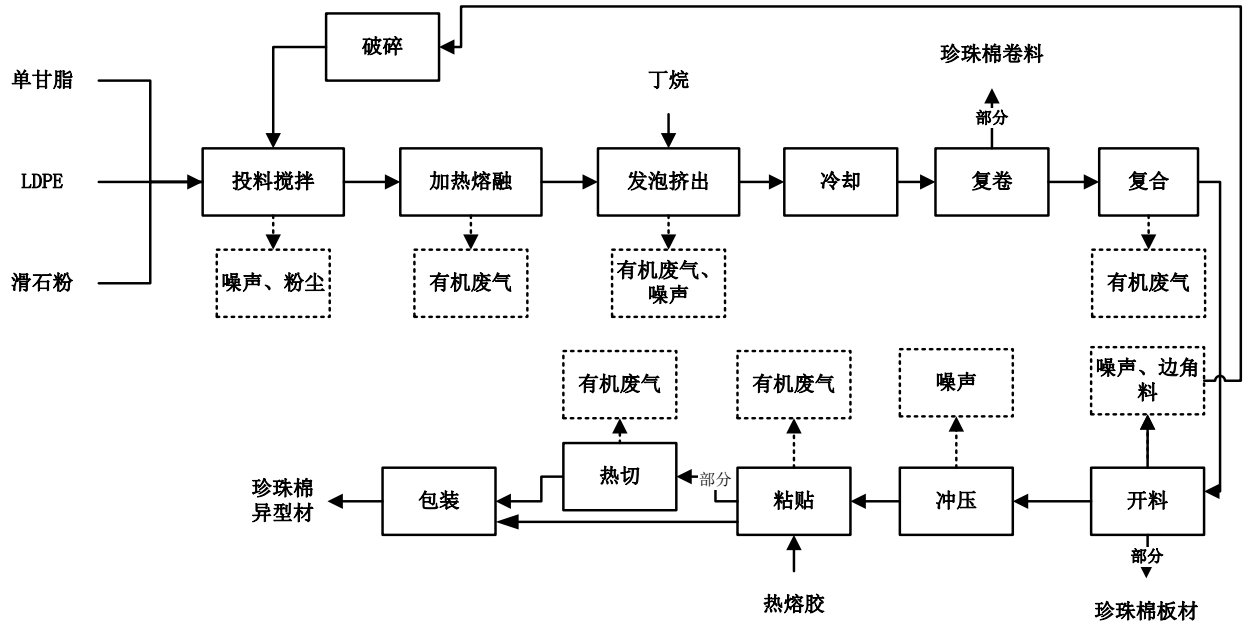 破碎
珍珠棉卷料
单甘脂
丁烷
部分
LDPE
投料搅拌
加热熔融
发泡挤出
冷却
复卷
复合
滑石粉
噪声、粉尘
有机废气
有机废气、
噪声
有机废气
有机废气
有机废气
噪声
噪声、边角
料
珍珠棉
异型材
包装
热切
部分
粘贴
冲压
开料
部分
热熔胶
珍珠棉板材